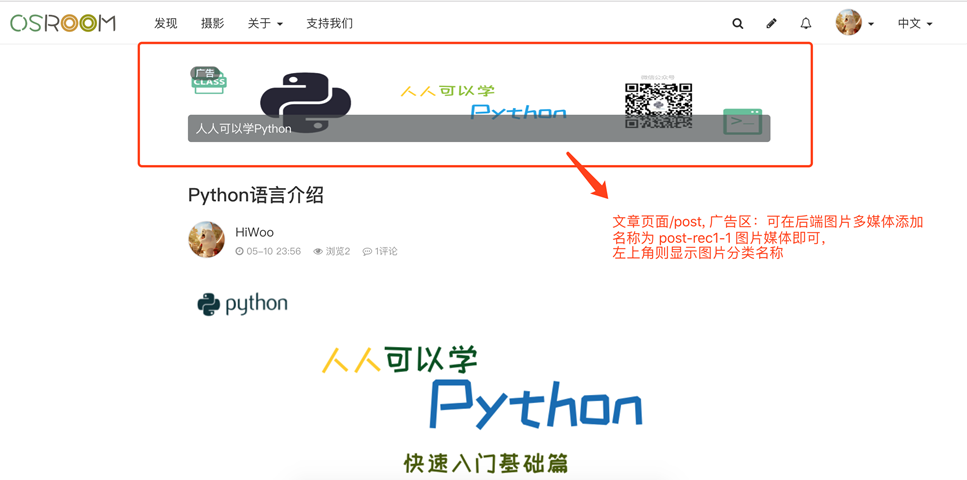 OSROOM
发现 摄影 关于 支持我们 中文
广告
CLASS
微信公众号
人人可以学
Python
人人可以学Python
Python语言介绍
HiWoo
05-10 23:56 浏览2 1评论
文章页面/post, 广告区：可在后端图片多媒体添加
名称为 post-rec1-1 图片媒体即可,
左上角则显示图片分类名称
python
人人可以学
Python
快速入门基础篇